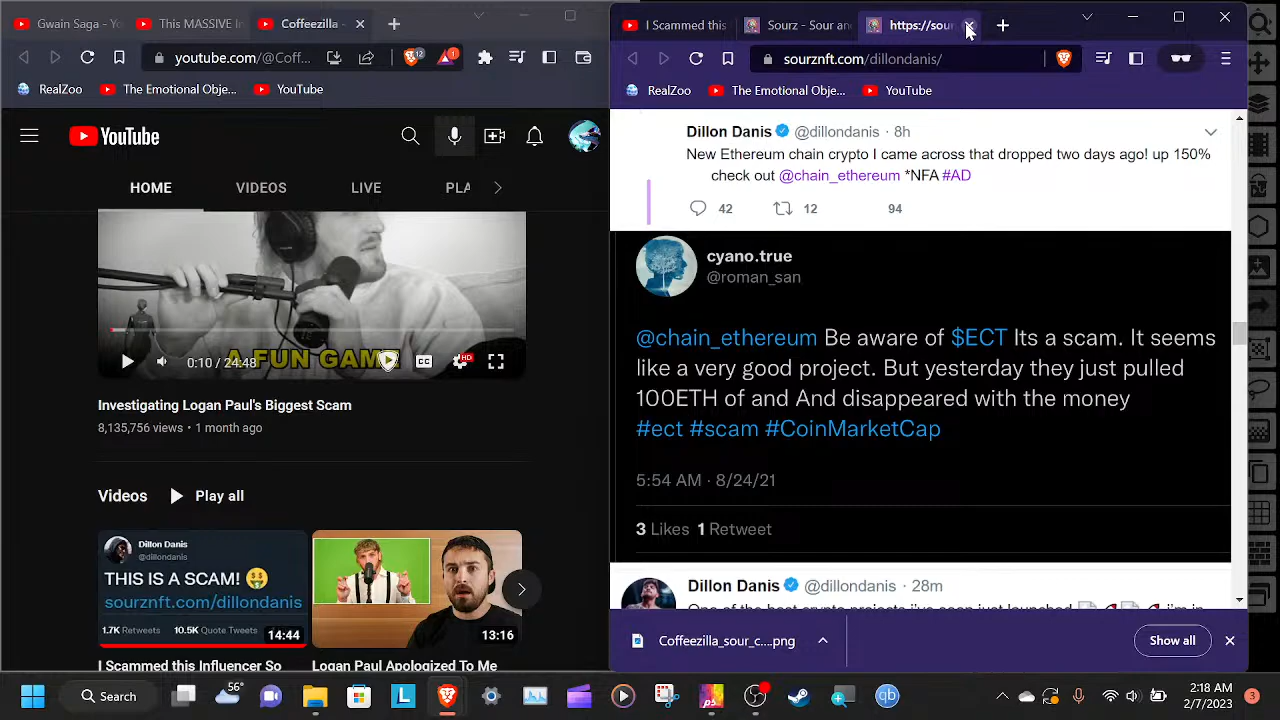 Gwain Saga - Yo
This MASSIVE In
Coffeezilla -
youtube.com/@Coff...
12
1
RealZoo
The Emotional Obje...
YouTube
YouTube
HOME
VIDEOS
LIVE
PLA
A FUN GAME
0:10 / 24:48
CC
HD
Investigating Logan Paul's Biggest Scam
8,135,756 views • 1 month ago
Videos
Play all
Dillon Danis
@dillondanis
THIS IS A SCAM! 🤑
sourznft.com/dillondanis
1.7K Retweets 10.5K Quote Tweets
14:44
13:16
I Scammed this Influencer So
Logan Paul Apologized To Me
I Scammed this
Sourz - Sour an
https://sour
sourznft.com/dillondanis/
RealZoo
The Emotional Obje...
YouTube
Dillon Danis @dillondanis · 8h
New Ethereum chain crypto I came across that dropped two days ago! up 150%
check out @chain_ethereum *NFA #AD
42
12
94
cyano.true
@roman_san
@chain_ethereum Be aware of $ECT Its a scam. It seems
like a very good project. But yesterday they just pulled
100ETH of and And disappeared with the money
#ect #scam #CoinMarketCap
5:54 AM · 8/24/21
3 Likes 1 Retweet
Dillon Danis @dillondanis · 28m
Coffeezilla_sour_c....png
Show all
Search
56°
L
ps
qb
2:18 AM
2/7/2023
3